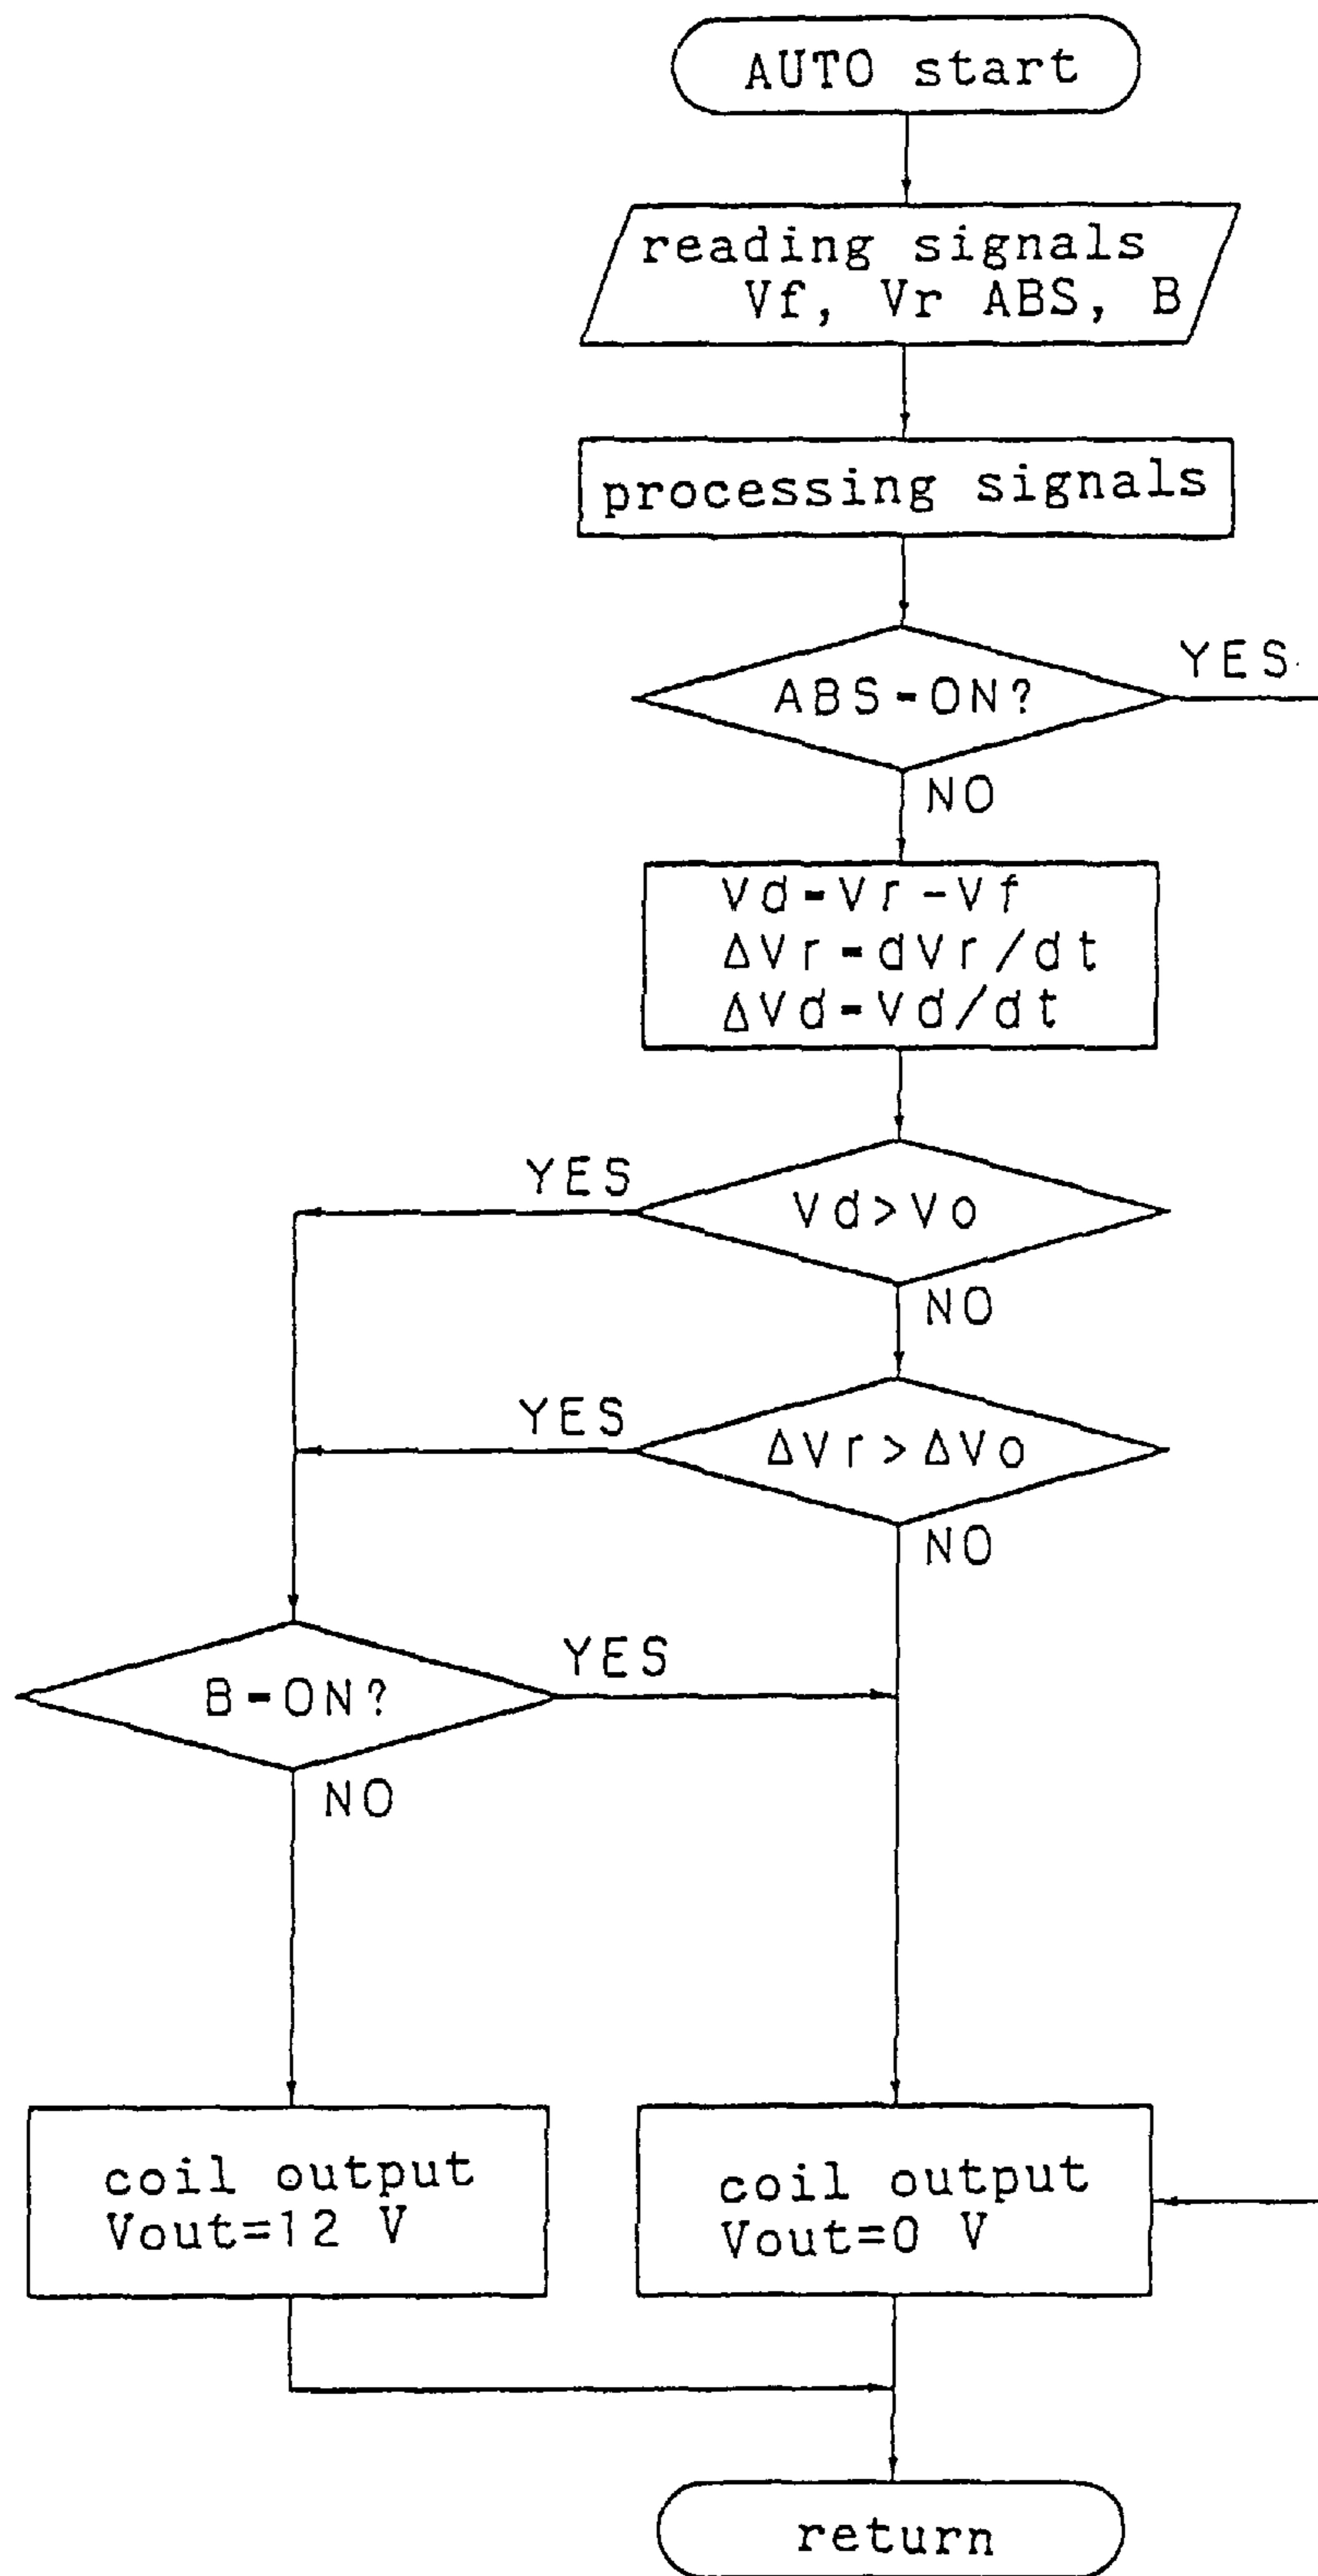 AUTO start
reading signals
Vf, Vr ABS, B
processing signals
ABS=ON?
YES
NO
Vd=Vr-Vf
ΔVr=dVr/dt
ΔVd=Vd/dt
YES
Vd>Vo
NO
YES
ΔVr>ΔVo
NO
B=ON?
YES
NO
coil output
Vout=12 V
coil output
Vout=0 V
return